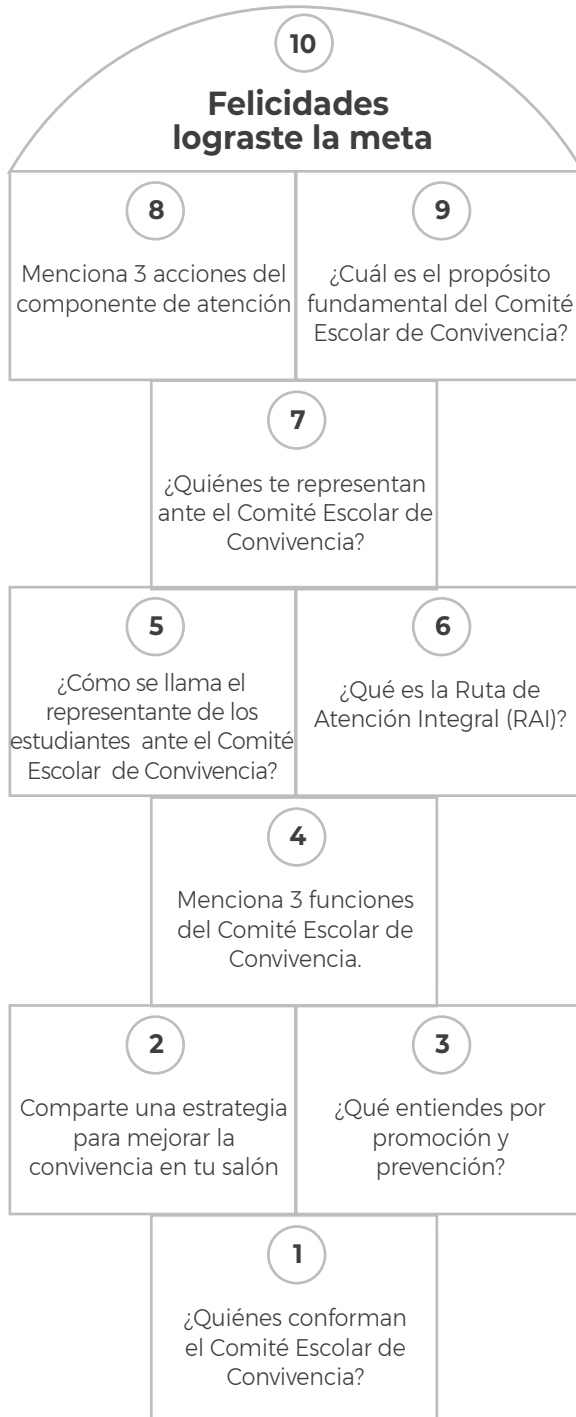 10
Felicidades
lograste la meta
8
Menciona 3 acciones del
componente de atención
9
¿Cuál es el propósito
fundamental del Comité
Escolar de Convivencia?
7
¿Quiénes te representan
ante el Comité Escolar de
Convivencia?
5
¿Cómo se llama el
representante de los
estudiantes ante el Comité
Escolar de Convivencia?
6
¿Qué es la Ruta de
Atención Integral (RAI)?
4
Menciona 3 funciones
del Comité Escolar de
Convivencia.
2
Comparte una estrategia
para mejorar la
convivencia en tu salón
3
¿Qué entiendes por
promoción y
prevención?
1
¿Quiénes conforman
el Comité Escolar de
Convivencia?